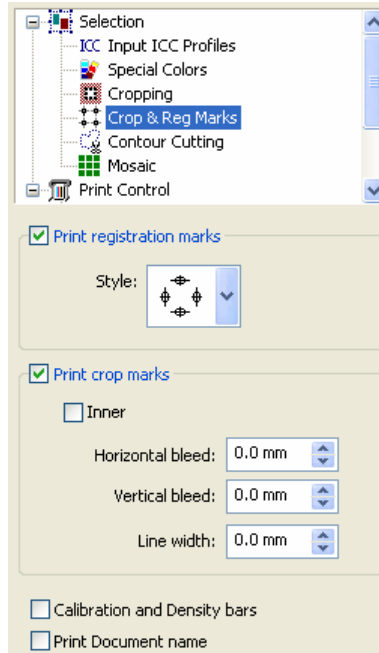 Selection
ICC Input ICC Profiles
Special Colors
Cropping
Crop & Reg Marks
Contour Cutting
Mosaic
Print Control
Print registration marks
Style:
Print crop marks
Inner
Horizontal bleed: 0.0 mm
Vertical bleed: 0.0 mm
Line width: 0.0 mm
Calibration and Density bars
Print Document name